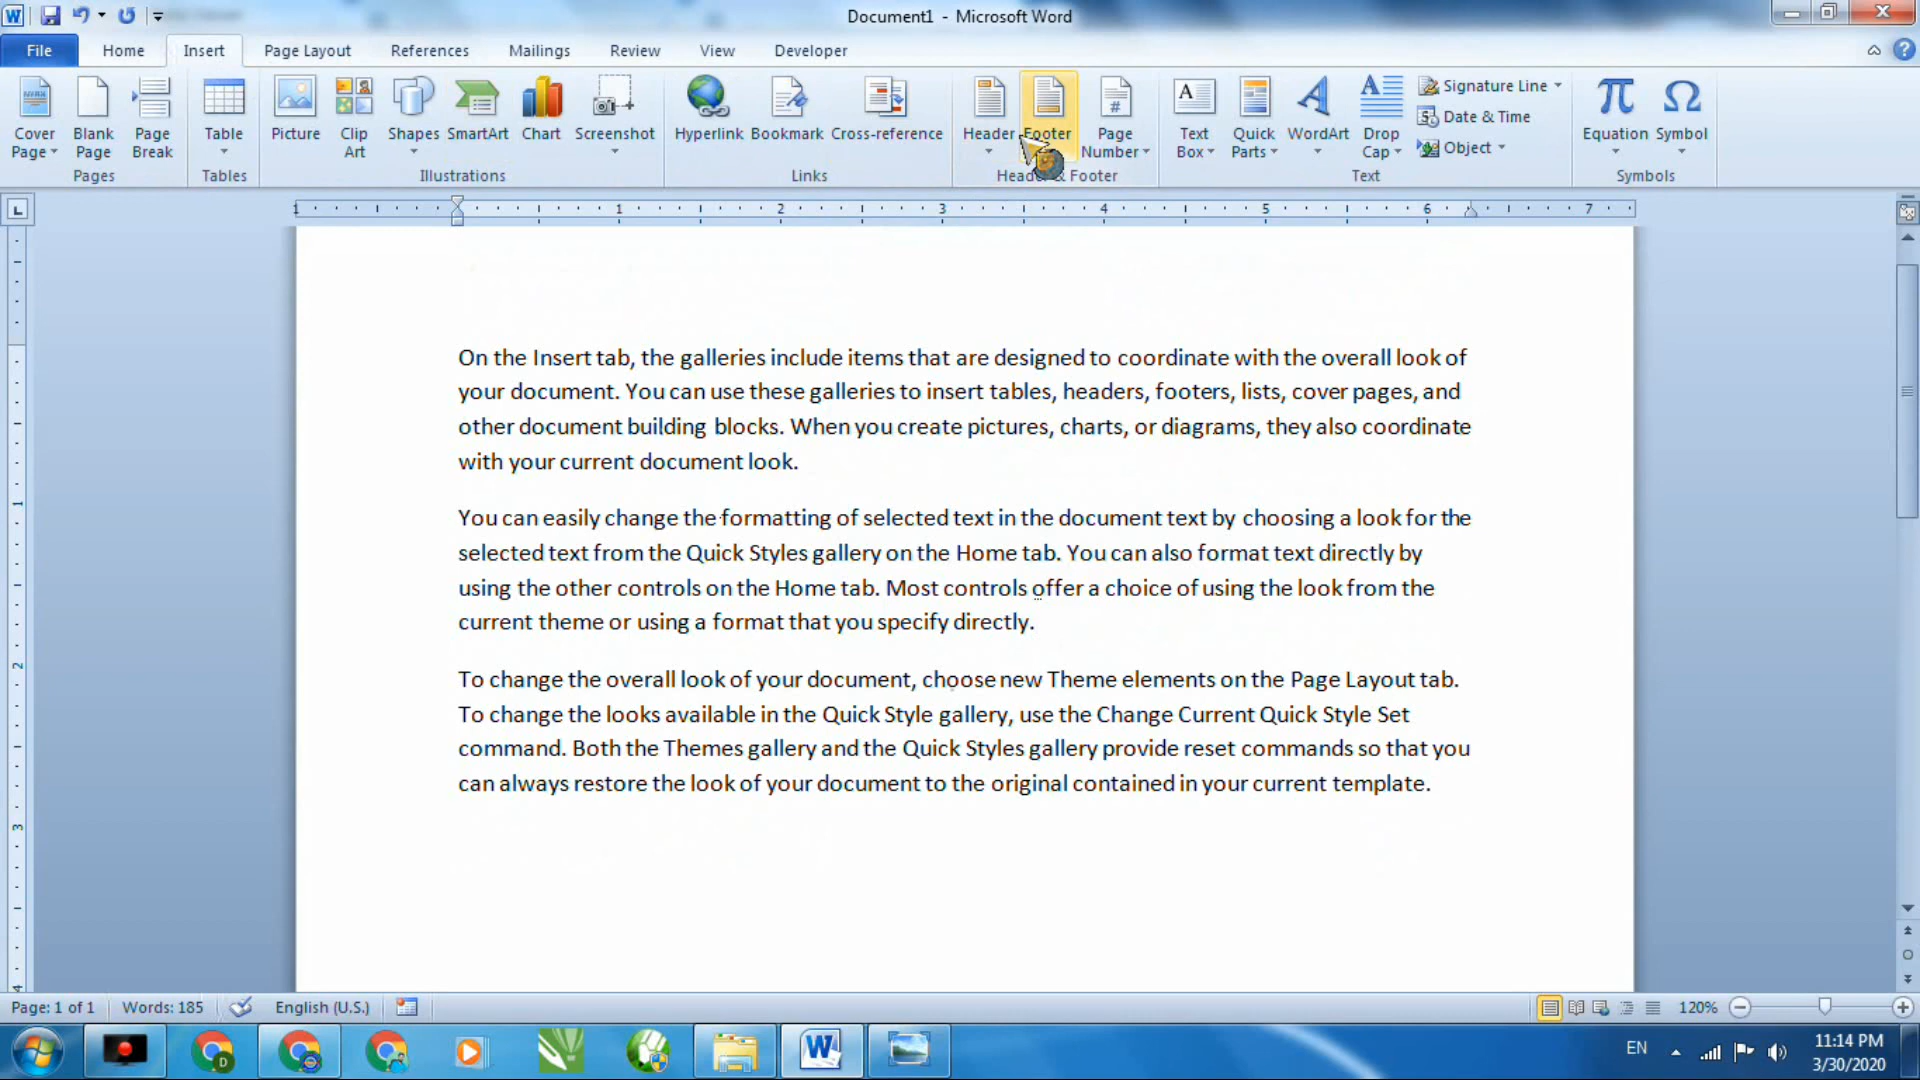 Document1 - Microsoft Word
File Home Insert Page Layout References Mailings Review View Developer
Cover Page Blank Page Page Break Table Picture Clip Art Shapes SmartArt Chart Screenshot Hyperlink Bookmark Cross-reference Header Footer Page Number Text Box Quick Parts WordArt Drop Cap Signature Line Date & Time Object Equation Symbol
Pages Tables Illustrations Links Header & Footer Text Symbols
1 1 2 3 4 5 6 7
On the Insert tab, the galleries include items that are designed to coordinate with the overall look of
your document. You can use these galleries to insert tables, headers, footers, lists, cover pages, and
other document building blocks. When you create pictures, charts, or diagrams, they also coordinate
with your current document look.
You can easily change the formatting of selected text in the document text by choosing a look for the
selected text from the Quick Styles gallery on the Home tab. You can also format text directly by
using the other controls on the Home tab. Most controls offer a choice of using the look from the
current theme or using a format that you specify directly.
To change the overall look of your document, choose new Theme elements on the Page Layout tab.
To change the looks available in the Quick Style gallery, use the Change Current Quick Style Set
command. Both the Themes gallery and the Quick Styles gallery provide reset commands so that you
can always restore the look of your document to the original contained in your current template.
1
2
3
4
Page: 1 of 1 Words: 185 English (U.S.) 120%
EN 11:14 PM
3/30/2020